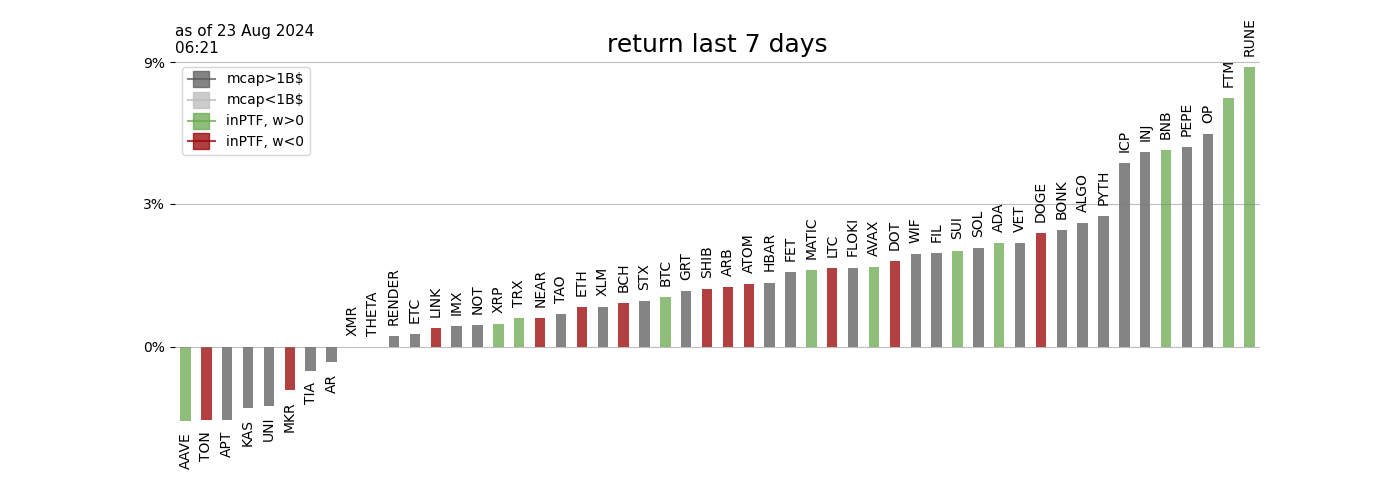 as of 23 Aug 2024
06:21
return last 7 days
9%
3%
0%
mcap>1B$
mcap<1B$
inPTF, w>0
inPTF, w<0
AAVE
TON
APT
KAS
UNI
MKR
TIA
AR
XMR
THETA
RENDER
ETC
LINK
IMX
NOT
XRP
TRX
NEAR
TAO
ETH
XLM
BCH
STX
BTC
GRT
SHIB
ARB
ATOM
HBAR
FET
MATIC
LTC
FLOKI
AVAX
DOT
WIF
FIL
SUI
SOL
ADA
VET
DOGE
BONK
ALGO
PYTH
ICP
INJ
BNB
PEPE
OP
FTM
RUNE